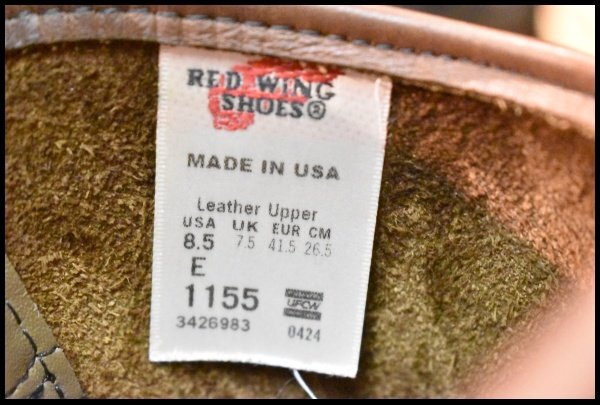 RED WING
SHOES®
MADE IN USA
Leather Upper
USA UK EUR CM
8.5 7.5 41.5 26.5
E
1155
UFCW
3426983 0424